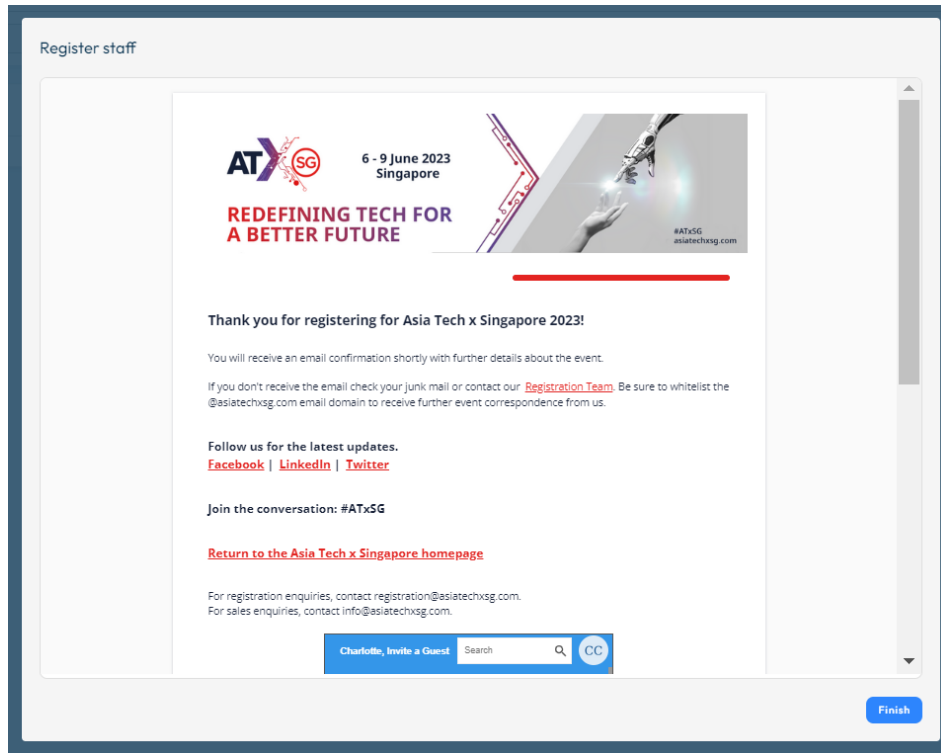 Register staff
ATX SG
6 - 9 June 2023
Singapore
REDEFINING TECH FOR
A BETTER FUTURE
#ATxSG
asiatechxsg.com
Thank you for registering for Asia Tech x Singapore 2023!
You will receive an email confirmation shortly with further details about the event.
If you don't receive the email check your junk mail or contact our Registration Team. Be sure to whitelist the
@asiatechxsg.com email domain to receive further event correspondence from us.
Follow us for the latest updates.
Facebook | LinkedIn | Twitter
Join the conversation: #ATxSG
Return to the Asia Tech x Singapore homepage
For registration enquiries, contact registration@asiatechxsg.com.
For sales enquiries, contact info@asiatechxsg.com.
Charlotte, Invite a Guest Search CC
Finish